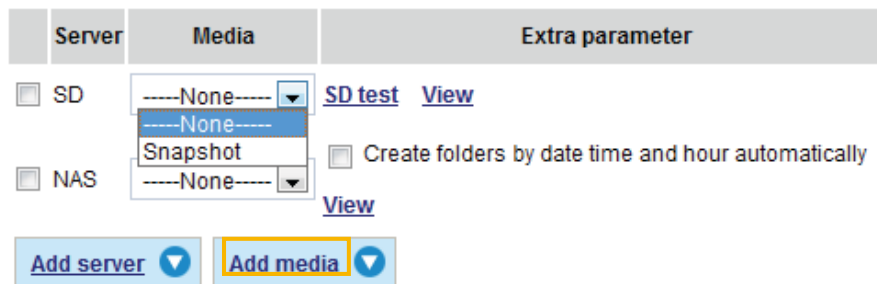 Server Media Extra parameter
SD -----None----- SD test View
-----None-----
Snapshot
Create folders by date time and hour automatically
NAS -----None-----
View
Add server Add media